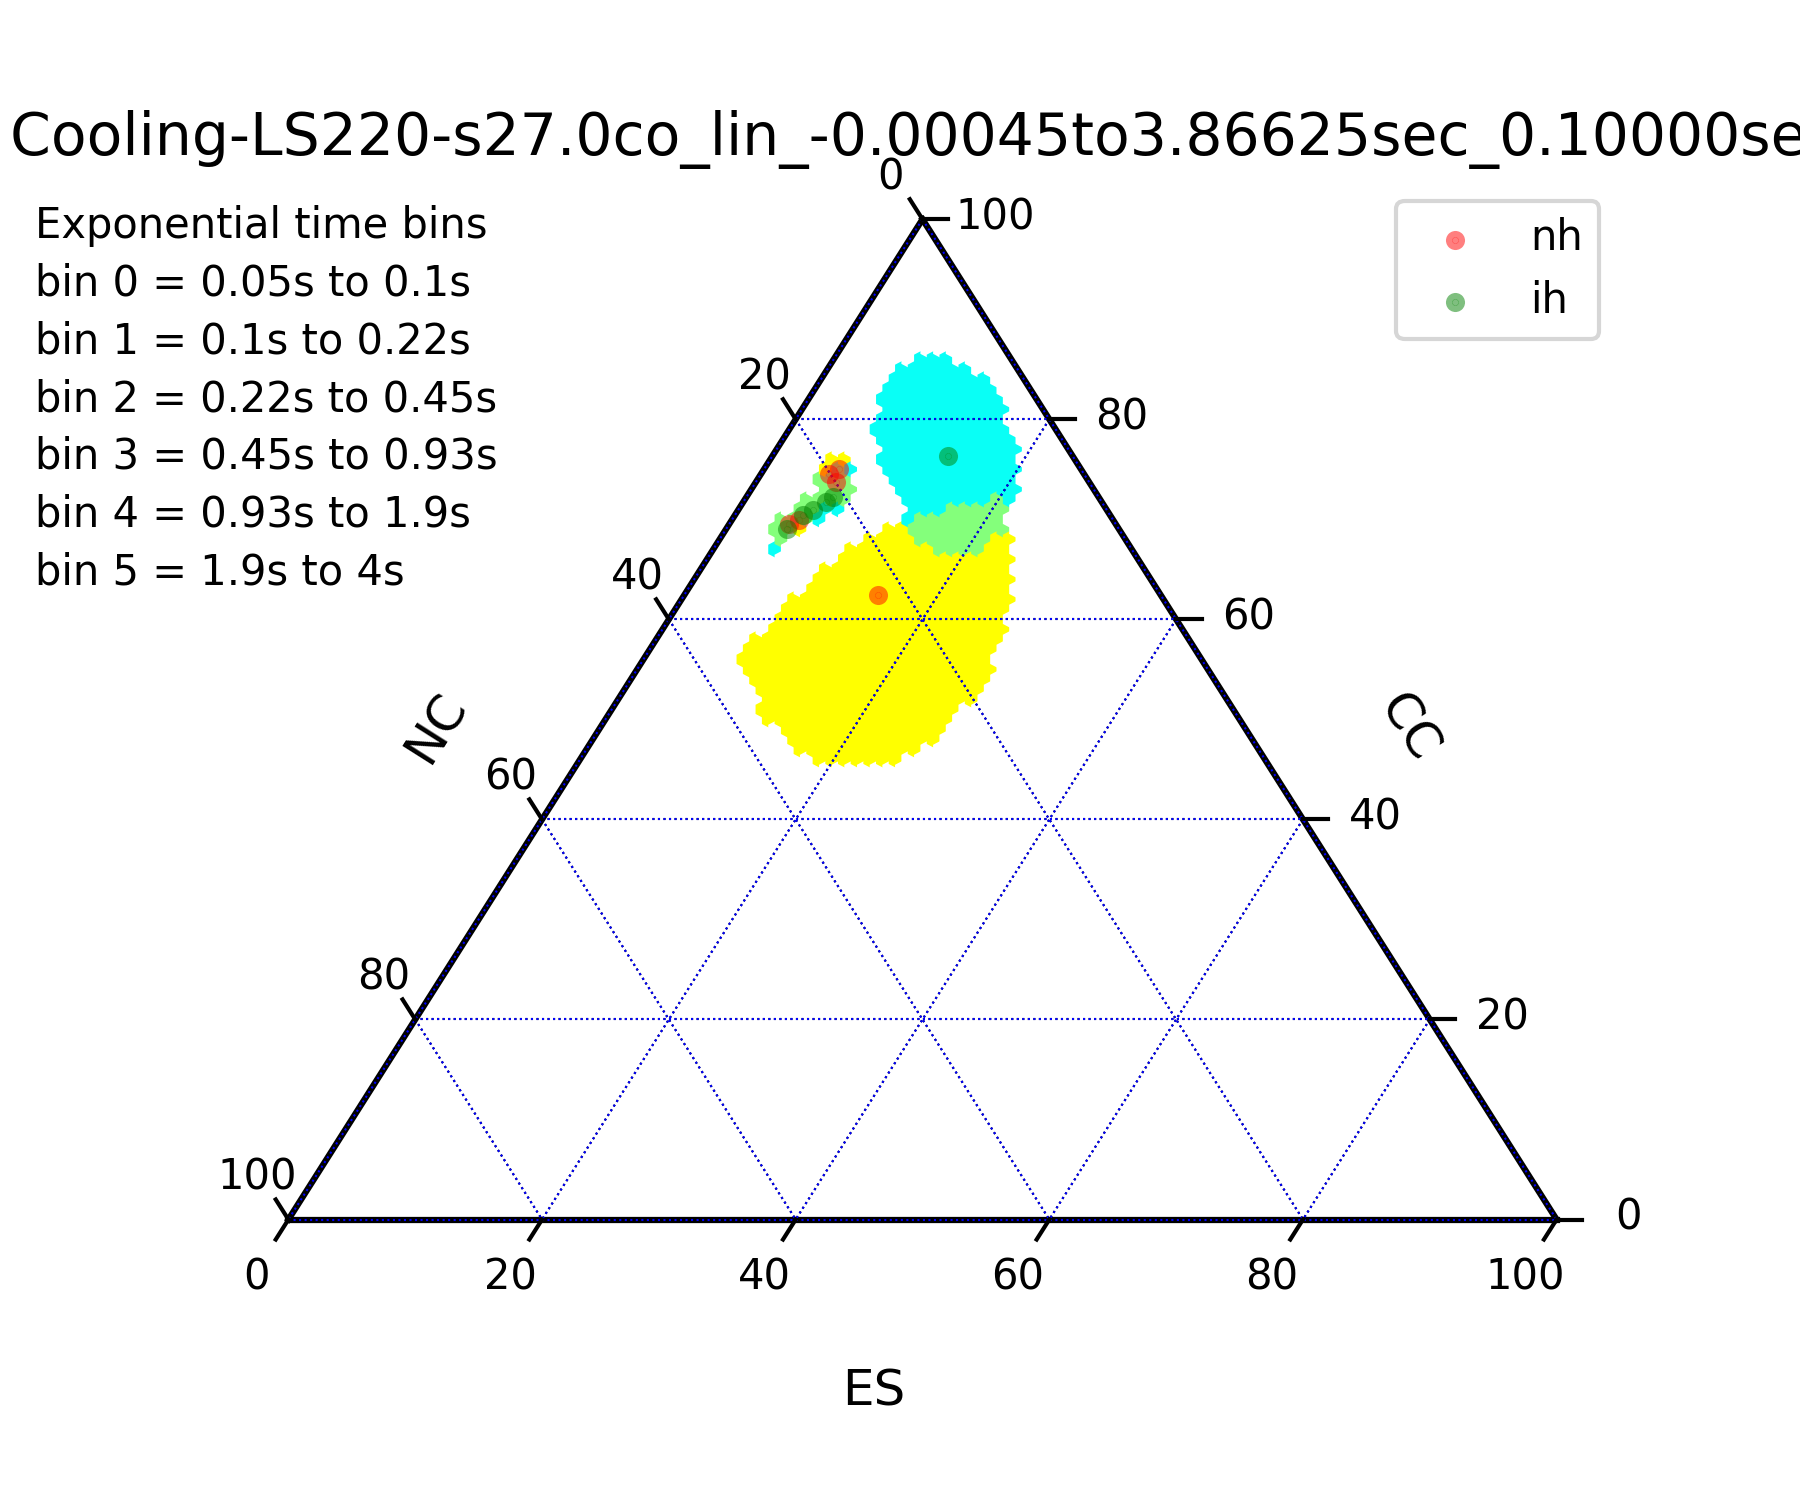 Cooling-LS220-s27.0co_lin_-0.00045to3.86625sec_0.10000se
Exponential time bins
bin 0 = 0.05s to 0.1s
bin 1 = 0.1s to 0.22s
bin 2 = 0.22s to 0.45s
bin 3 = 0.45s to 0.93s
bin 4 = 0.93s to 1.9s
bin 5 = 1.9s to 4s
nh
ih
0
20
40
60
80
100
NC
100
80
60
40
20
0
CC
0
20
40
60
80
100
ES